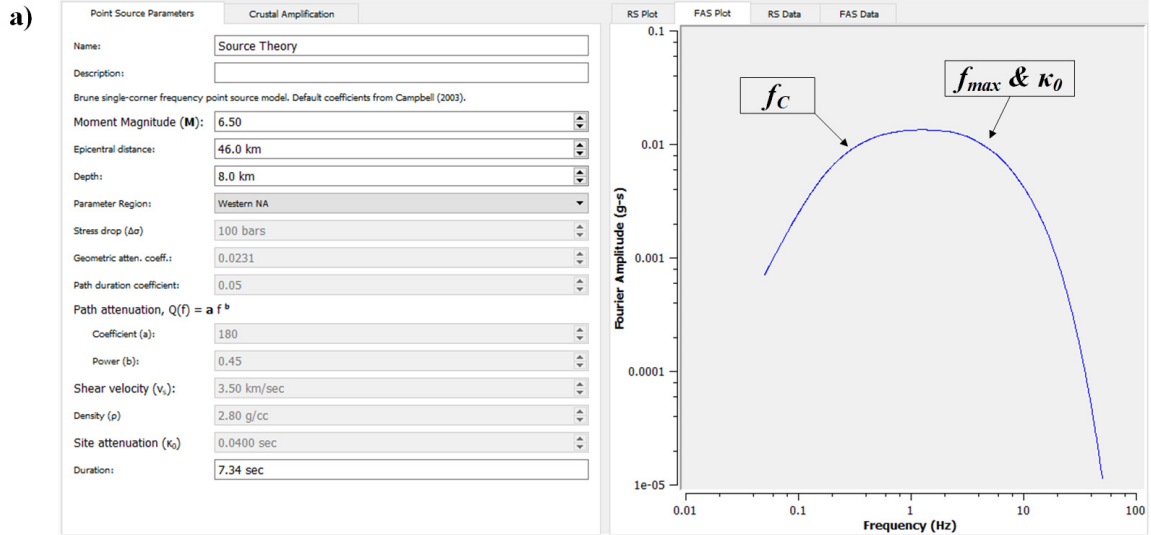 a)
Point Source Parameters
Crustal Amplification
Name:
Source Theory
Description:
Brune single-corner frequency point source model. Default coefficients from Campbell (2003).
Moment Magnitude (M):
6.50
Epicentral distance:
46.0 km
Depth:
8.0 km
Parameter Region:
Western NA
Stress drop (Δσ)
100 bars
Geometric atten. coeff.:
0.0231
Path duration coefficient:
0.05
Path attenuation, Q(f) = a f ᵇ
Coefficient (a):
180
Power (b):
0.45
Shear velocity (vₛ):
3.50 km/sec
Density (ρ)
2.80 g/cc
Site attenuation (κ₀)
0.0400 sec
Duration:
7.34 sec
RS Plot
FAS Plot
RS Data
FAS Data
Fourier Amplitude (g-s)
0.1
0.01
0.001
0.0001
1e-05
f_C
f_max & κ₀
0.01
0.1
1
10
100
Frequency (Hz)